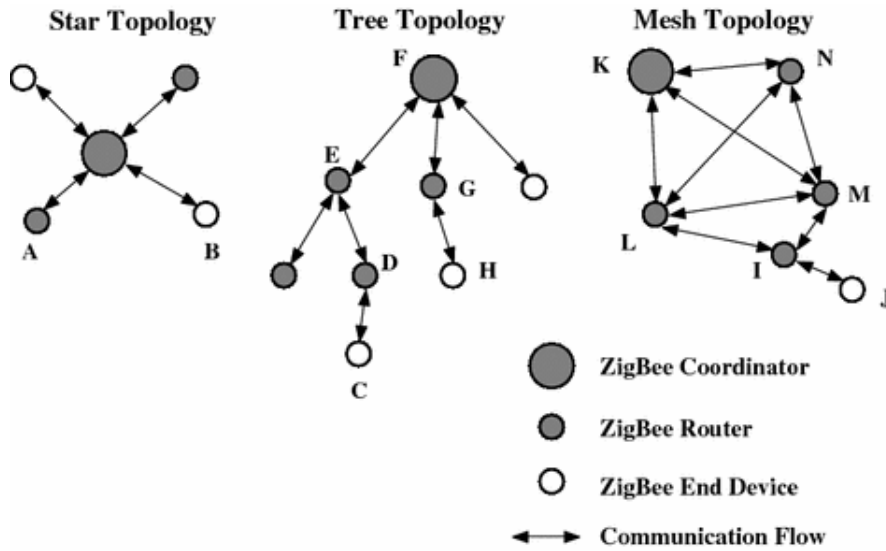 Star Topology
Tree Topology
Mesh Topology
F
K
N
E
G
M
A
B
L
D
H
I
J
C
ZigBee Coordinator
ZigBee Router
ZigBee End Device
Communication Flow